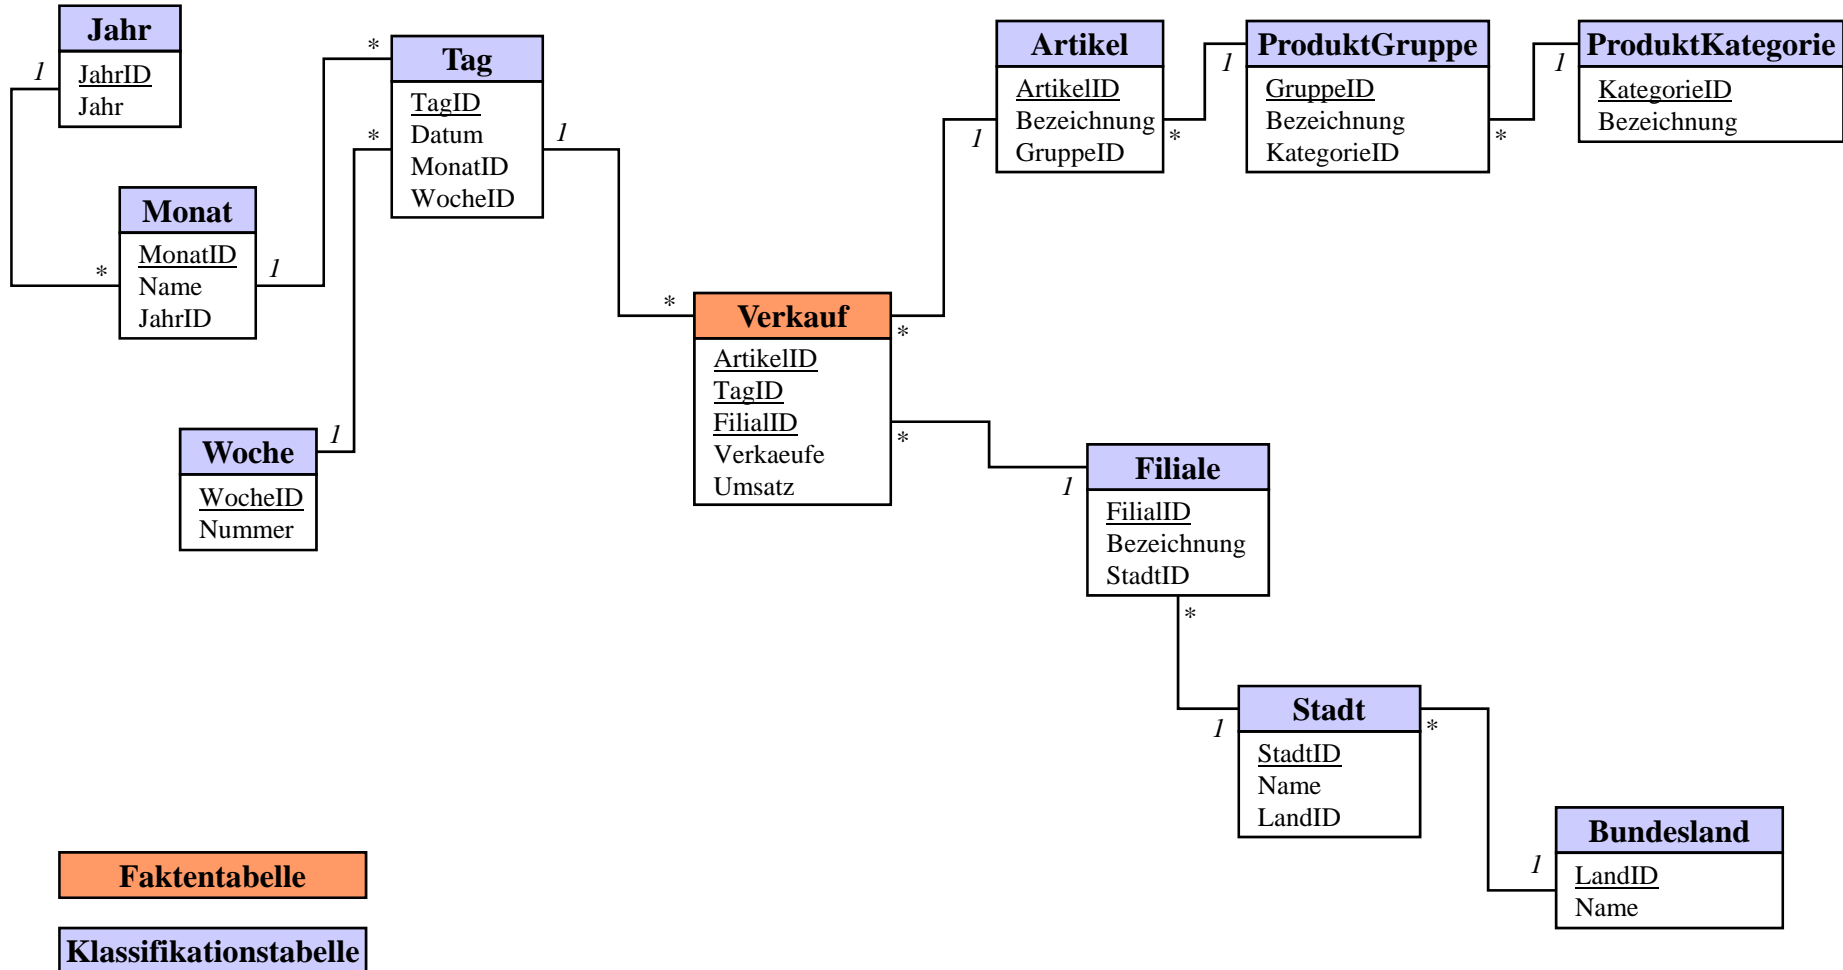 Jahr
JahrID
Jahr
1
*
Monat
MonatID
Name
JahrID
1
*
Tag
TagID
Datum
MonatID
WocheID
*
1
Woche
WocheID
Nummer
1
*
Verkauf
ArtikelID
TagID
FilialID
Verkaeufe
Umsatz
*
*
1
Artikel
ArtikelID
Bezeichnung
GruppeID
*
1
ProduktGruppe
GruppeID
Bezeichnung
KategorieID
*
1
ProduktKategorie
KategorieID
Bezeichnung
1
Filiale
FilialID
Bezeichnung
StadtID
*
1
Stadt
StadtID
Name
LandID
*
1
Bundesland
LandID
Name
Faktentabelle
Klassifikationstabelle